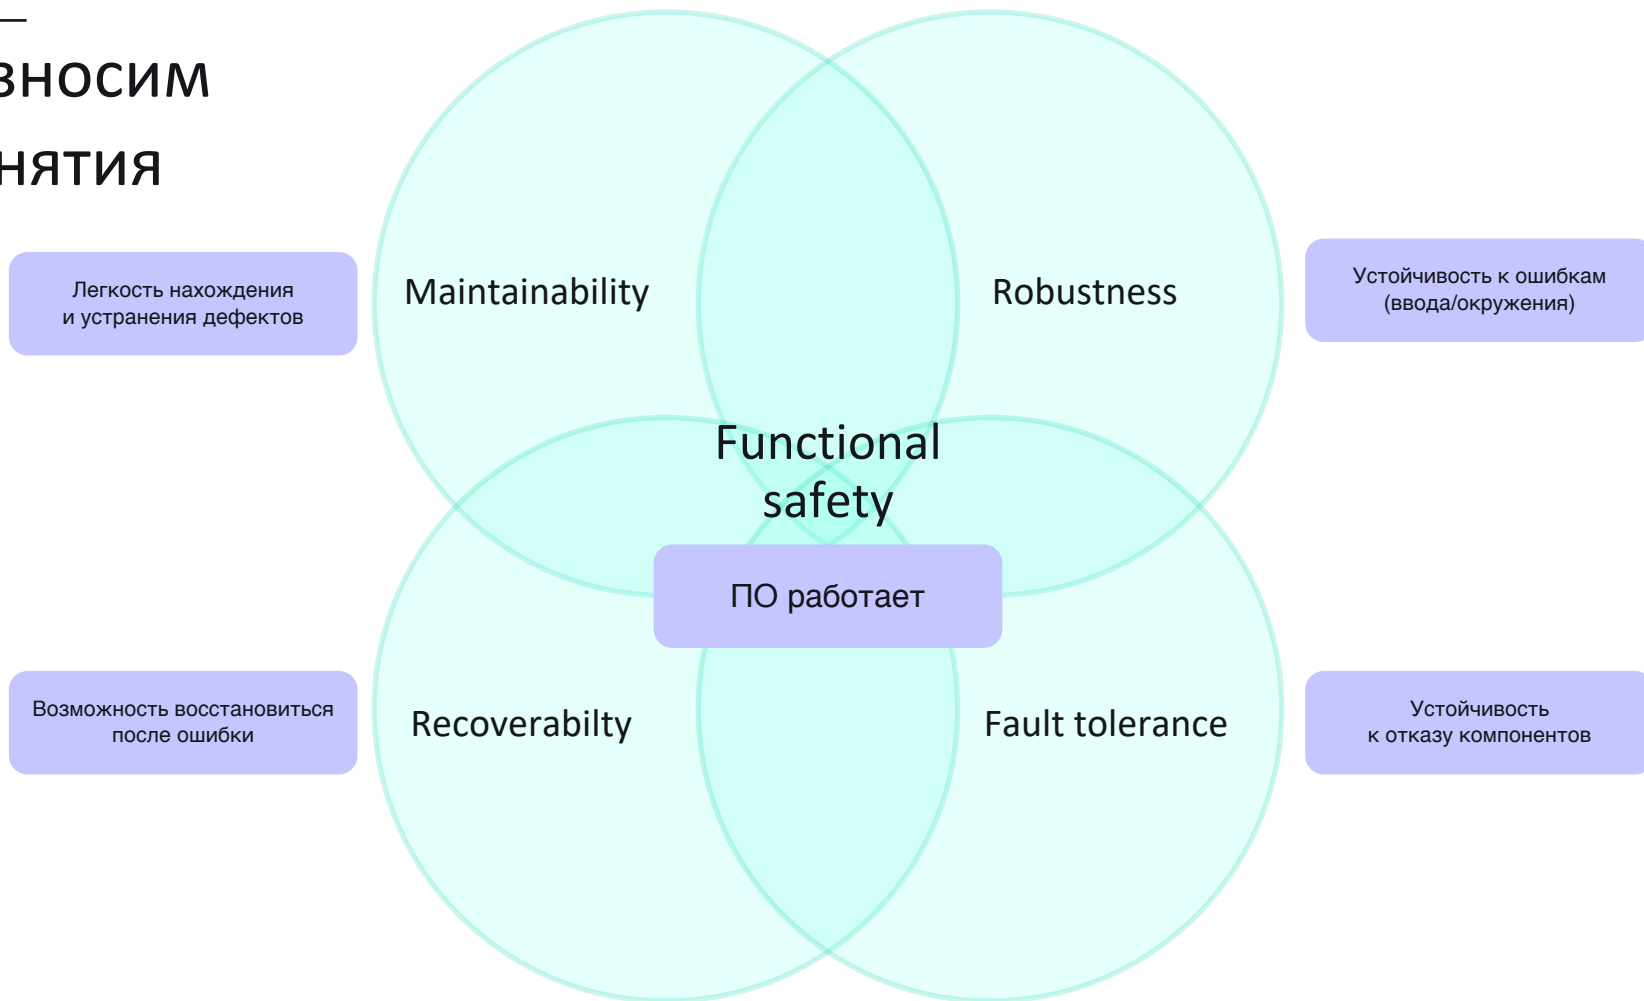 зносим
нятия
Легкость нахождения
и устранения дефектов
Maintainability
Robustness
Устойчивость к ошибкам
(ввода/окружения)
Functional
safety
ПО работает
Возможность восстановиться
после ошибки
Recoverabilty
Fault tolerance
Устойчивость
к отказу компонентов